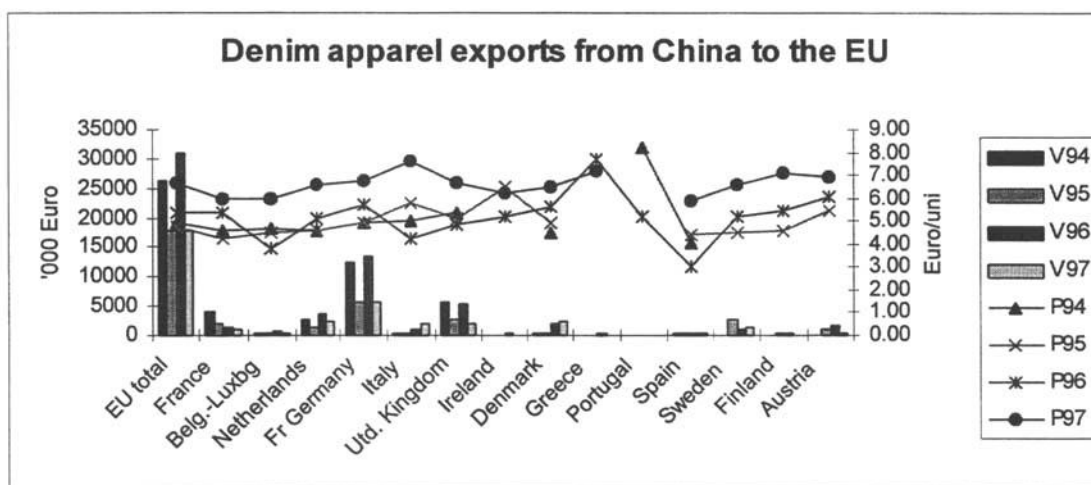 Denim apparel exports from China to the EU
35000
30000
25000
20000
15000
10000
5000
0
'000 Euro
9.00
8.00
7.00
6.00
5.00
4.00
3.00
2.00
1.00
0.00
Euro/uni
EU total
France
Belg.-Luxbg
Netherlands
Fr Germany
Italy
Utd. Kingdom
Ireland
Denmark
Greece
Portugal
Spain
Sweden
Finland
Austria
V94
V95
V96
V97
P94
P95
P96
P97